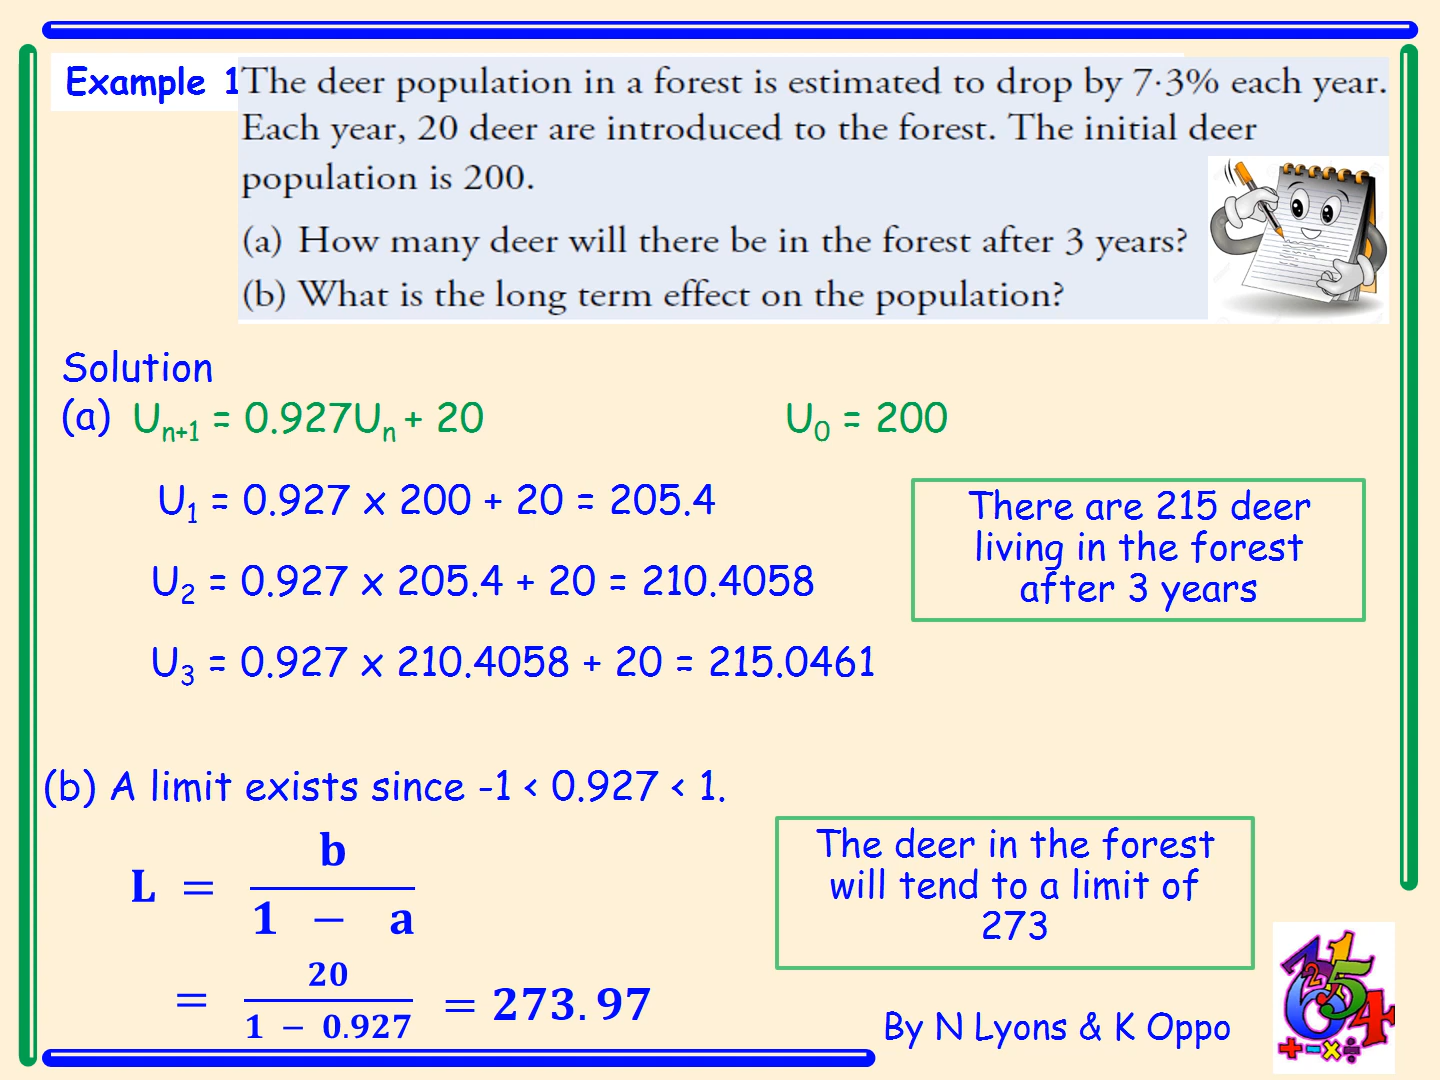 Example 1
The deer population in a forest is estimated to drop by 7·3% each year.
Each year, 20 deer are introduced to the forest. The initial deer
population is 200.
(a) How many deer will there be in the forest after 3 years?
(b) What is the long term effect on the population?
Solution
(a) Uₙ₊₁ = 0.927Uₙ + 20 U₀ = 200
U₁ = 0.927 x 200 + 20 = 205.4
U₂ = 0.927 x 205.4 + 20 = 210.4058
U₃ = 0.927 x 210.4058 + 20 = 215.0461
There are 215 deer
living in the forest
after 3 years
(b) A limit exists since -1 < 0.927 < 1.
L = b / (1 − a)
= 20 / (1 − 0.927) = 273.97
The deer in the forest
will tend to a limit of
273
By N Lyons & K Oppo